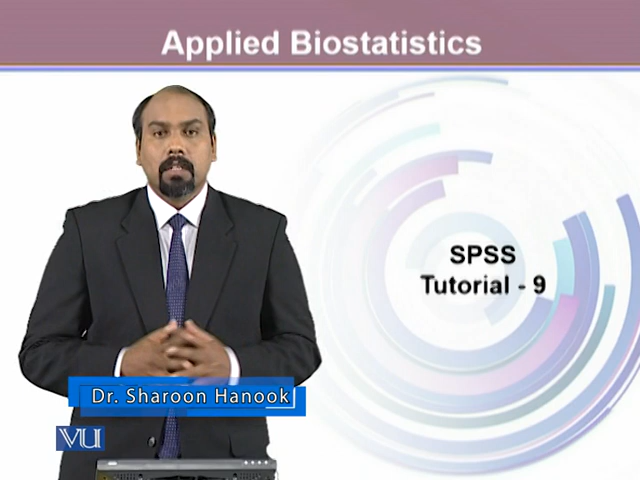 Applied Biostatistics
SPSS
Tutorial - 9
Dr. Sharoon Hanook
VU